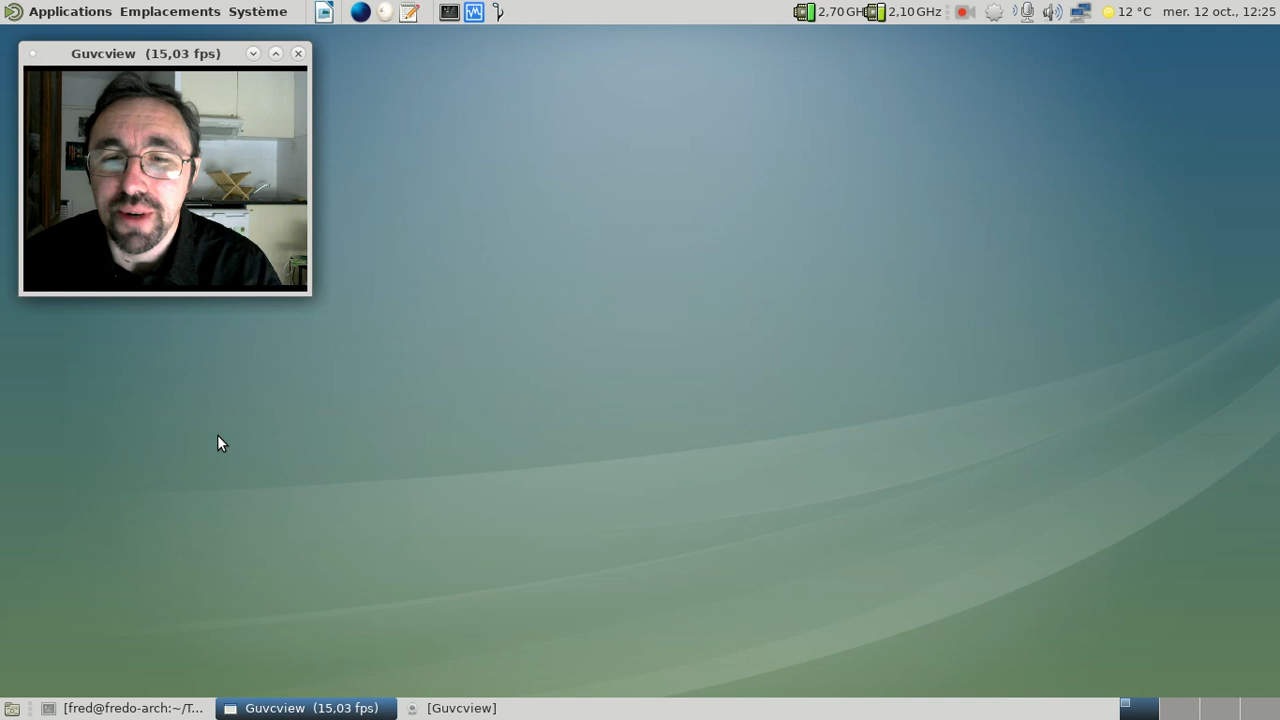 Applications Emplacements Système 2,70 GH 2,10 GHz 12 °C mer. 12 oct., 12:25
Guvcview (15,03 fps)
[fred@fredo-arch:~/T... Guvcview (15,03 fps) [Guvcview]